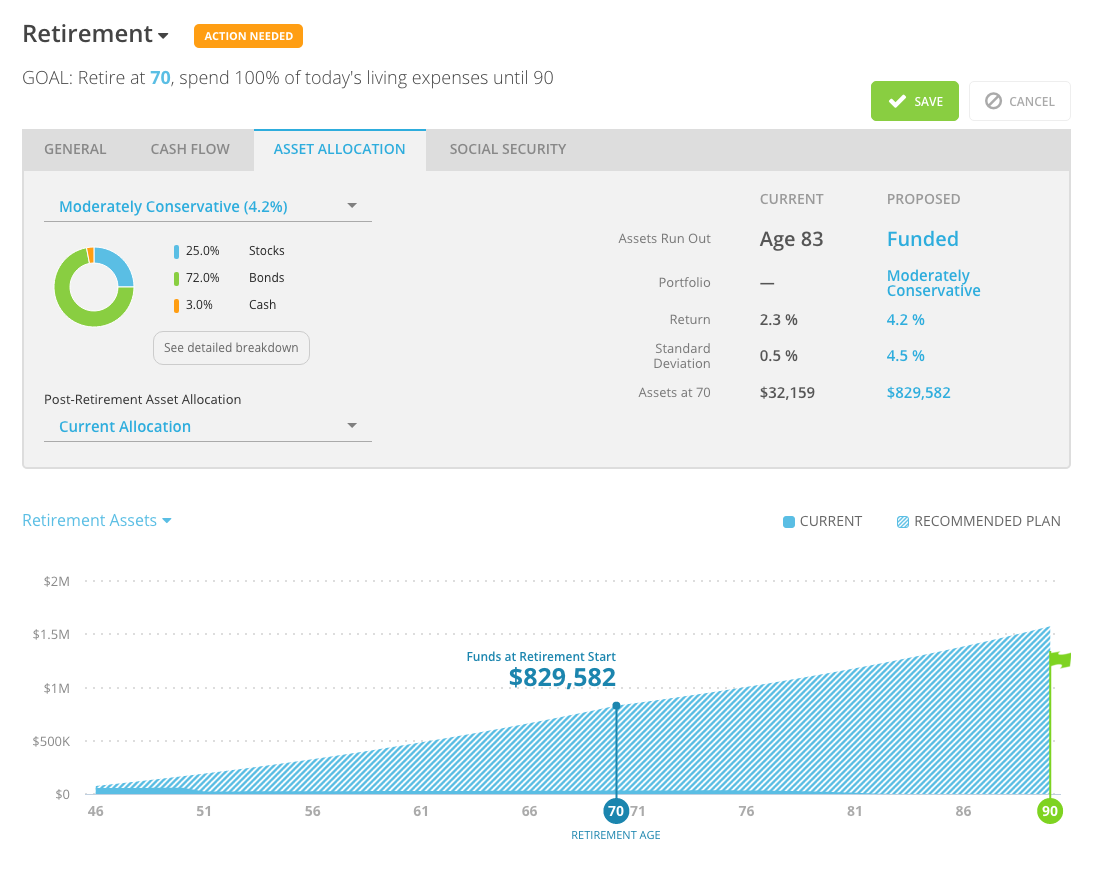 Retirement
ACTION NEEDED
GOAL: Retire at 70, spend 100% of today's living expenses until 90
SAVE
CANCEL
GENERAL
CASH FLOW
ASSET ALLOCATION
SOCIAL SECURITY
Moderately Conservative (4.2%)
25.0% Stocks
72.0% Bonds
3.0% Cash
See detailed breakdown
Post-Retirement Asset Allocation
Current Allocation
CURRENT PROPOSED
Assets Run Out Age 83 Funded
Portfolio — Moderately
Conservative
Return 2.3 % 4.2 %
Standard
Deviation 0.5 % 4.5 %
Assets at 70 $32,159 $829,582
Retirement Assets
CURRENT
RECOMMENDED PLAN
$2M
$1.5M
$1M
$500K
$0
Funds at Retirement Start
$829,582
46 51 56 61 66 70 71 76 81 86 90
RETIREMENT AGE